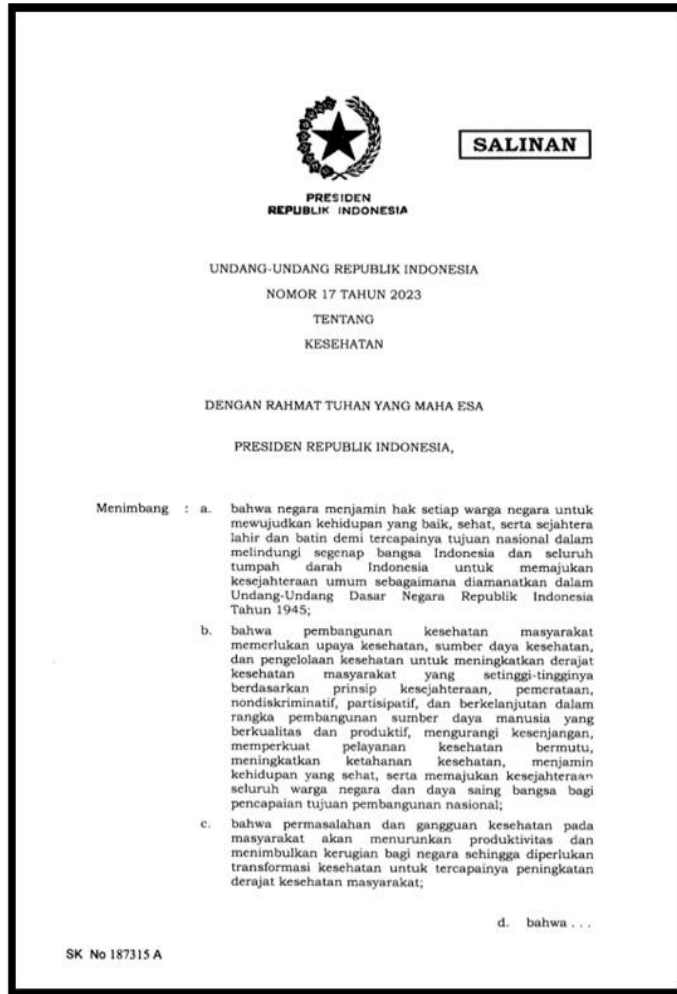 SALINAN
PRESIDEN
REPUBLIK INDONESIA
UNDANG-UNDANG REPUBLIK INDONESIA
NOMOR 17 TAHUN 2023
TENTANG
KESEHATAN
DENGAN RAHMAT TUHAN YANG MAHA ESA
PRESIDEN REPUBLIK INDONESIA,
Menimbang : a. bahwa negara menjamin hak setiap warga negara untuk
mewujudkan kehidupan yang baik, sehat, serta sejahtera
lahir dan batin demi tercapainya tujuan nasional dalam
melindungi segenap bangsa Indonesia dan seluruh
tumpah darah Indonesia untuk memajukan
kesejahteraan umum sebagaimana diamanatkan dalam
Undang-Undang Dasar Negara Republik Indonesia
Tahun 1945;
b. bahwa pembangunan kesehatan masyarakat
memerlukan upaya kesehatan, sumber daya kesehatan,
dan pengelolaan kesehatan untuk meningkatkan derajat
kesehatan masyarakat yang setinggi-tingginya
berdasarkan prinsip kesejahteraan, pemerataan,
nondiskriminatif, partisipatif, dan berkelanjutan dalam
rangka pembangunan sumber daya manusia yang
berkualitas dan produktif, mengurangi kesenjangan,
memperkuat pelayanan kesehatan bermutu,
meningkatkan ketahanan kesehatan, menjamin
kehidupan yang sehat, serta memajukan kesejahteraan
seluruh warga negara dan daya saing bangsa bagi
pencapaian tujuan pembangunan nasional;
c. bahwa permasalahan dan gangguan kesehatan pada
masyarakat akan menurunkan produktivitas dan
menimbulkan kerugian bagi negara sehingga diperlukan
transformasi kesehatan untuk tercapainya peningkatan
derajat kesehatan masyarakat;
d. bahwa . . .
SK No 187315 A